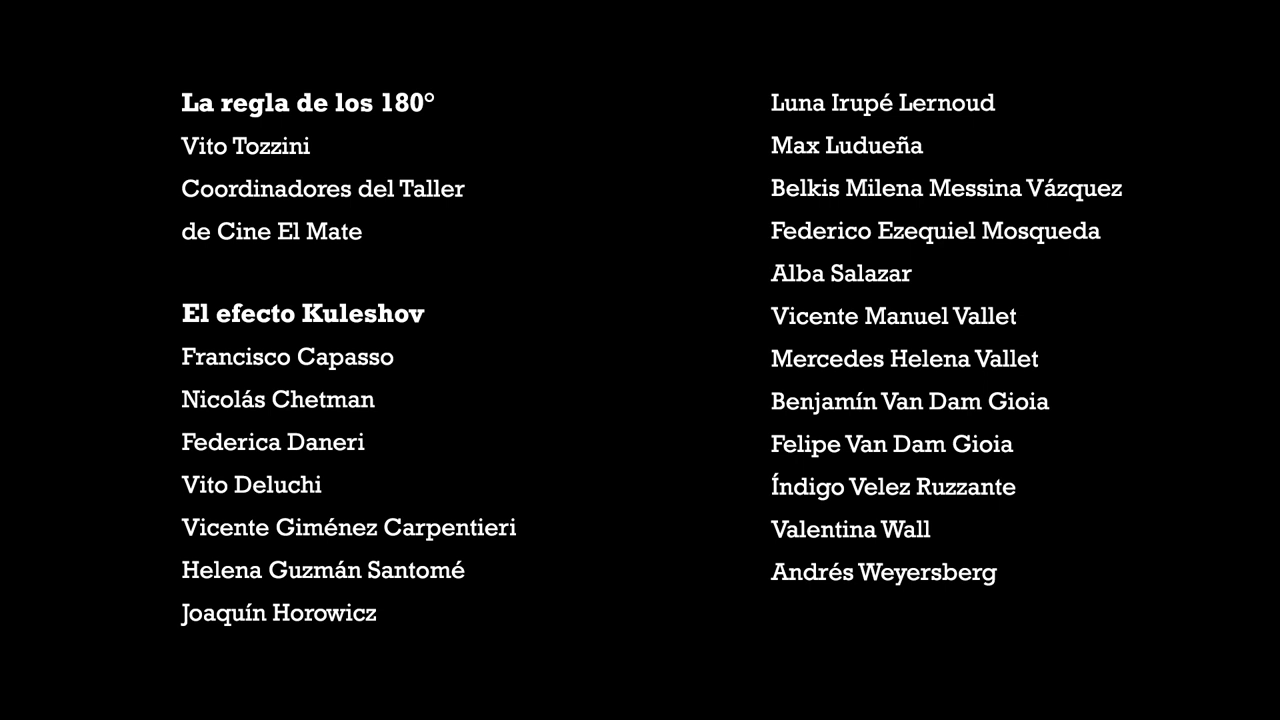 La regla de los 180°
Vito Tozzini
Coordinadores del Taller
de Cine El Mate
El efecto Kuleshov
Francisco Capasso
Nicolás Chetman
Federica Daneri
Vito Deluchi
Vicente Giménez Carpentieri
Helena Guzmán Santomé
Joaquín Horowicz
Luna Irupé Lernoud
Max Ludueña
Belkis Milena Messina Vázquez
Federico Ezequiel Mosqueda
Alba Salazar
Vicente Manuel Vallet
Mercedes Helena Vallet
Benjamín Van Dam Gioia
Felipe Van Dam Gioia
Índigo Velez Ruzzante
Valentina Wall
Andrés Weyersberg